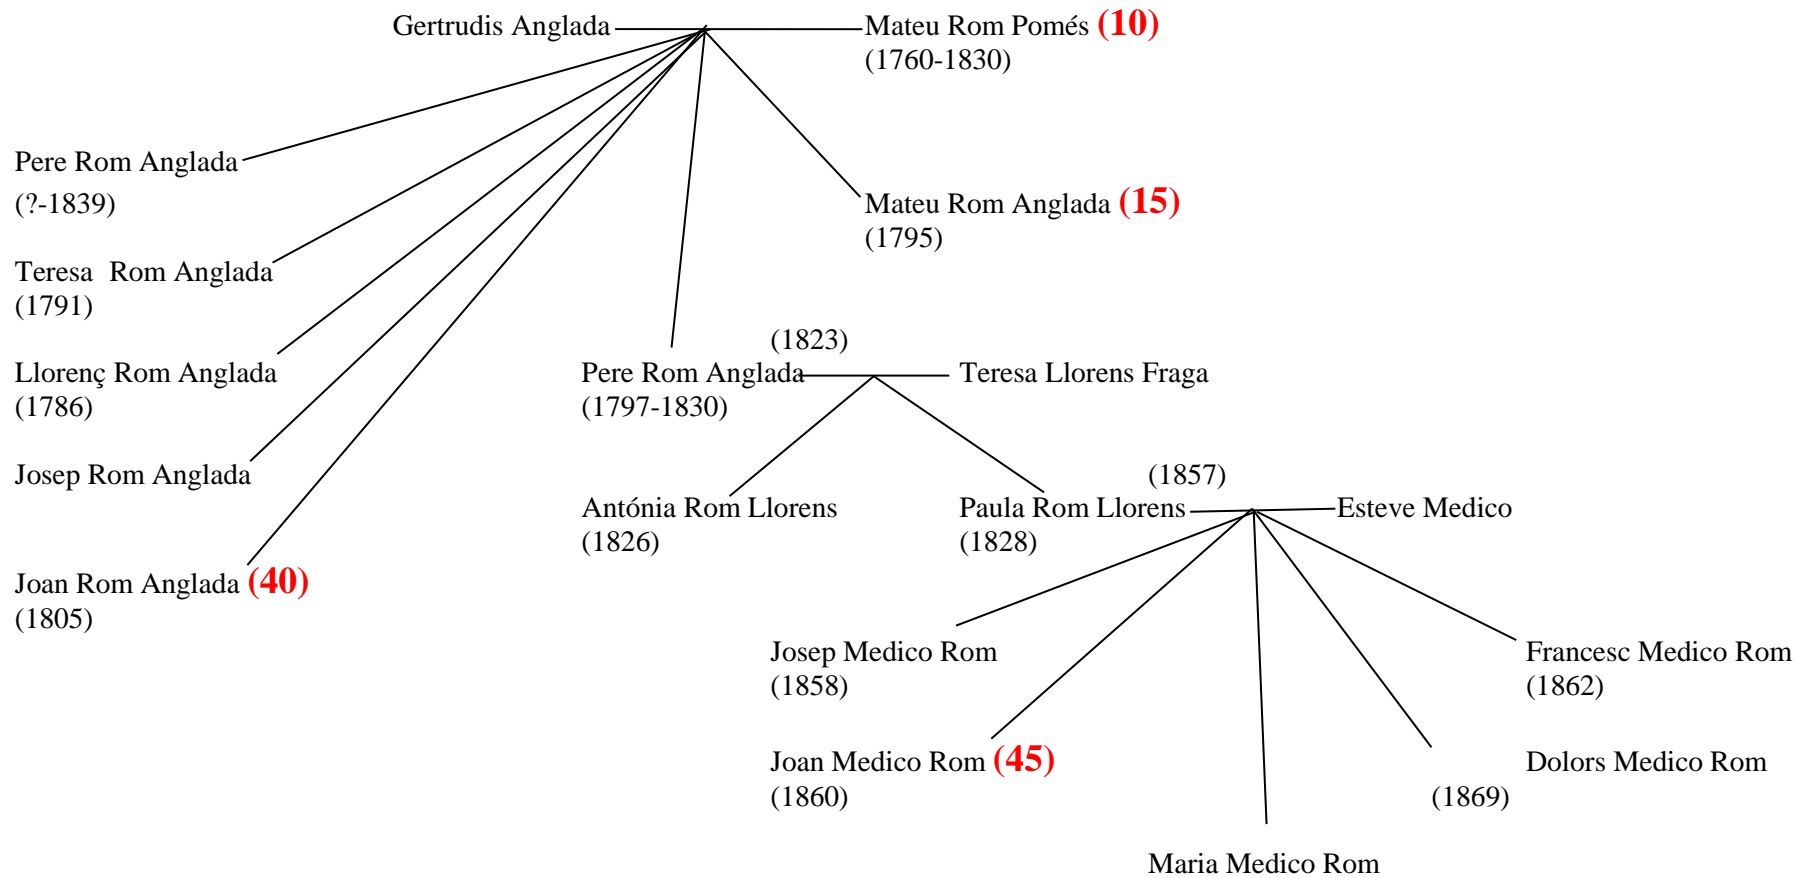 Gertrudis Anglada
Mateu Rom Pomés (10)
(1760-1830)
Pere Rom Anglada
(?-1839)
Mateu Rom Anglada (15)
(1795)
Teresa Rom Anglada
(1791)
(1823)
Llorenç Rom Anglada
(1786)
Pere Rom Anglada
(1797-1830)
Teresa Llorens Fraga
Josep Rom Anglada
(1857)
Antónia Rom Llorens
(1826)
Paula Rom Llorens
(1828)
Esteve Medico
Joan Rom Anglada (40)
(1805)
Josep Medico Rom
(1858)
Francesc Medico Rom
(1862)
Joan Medico Rom (45)
(1860)
Dolors Medico Rom
(1869)
Maria Medico Rom